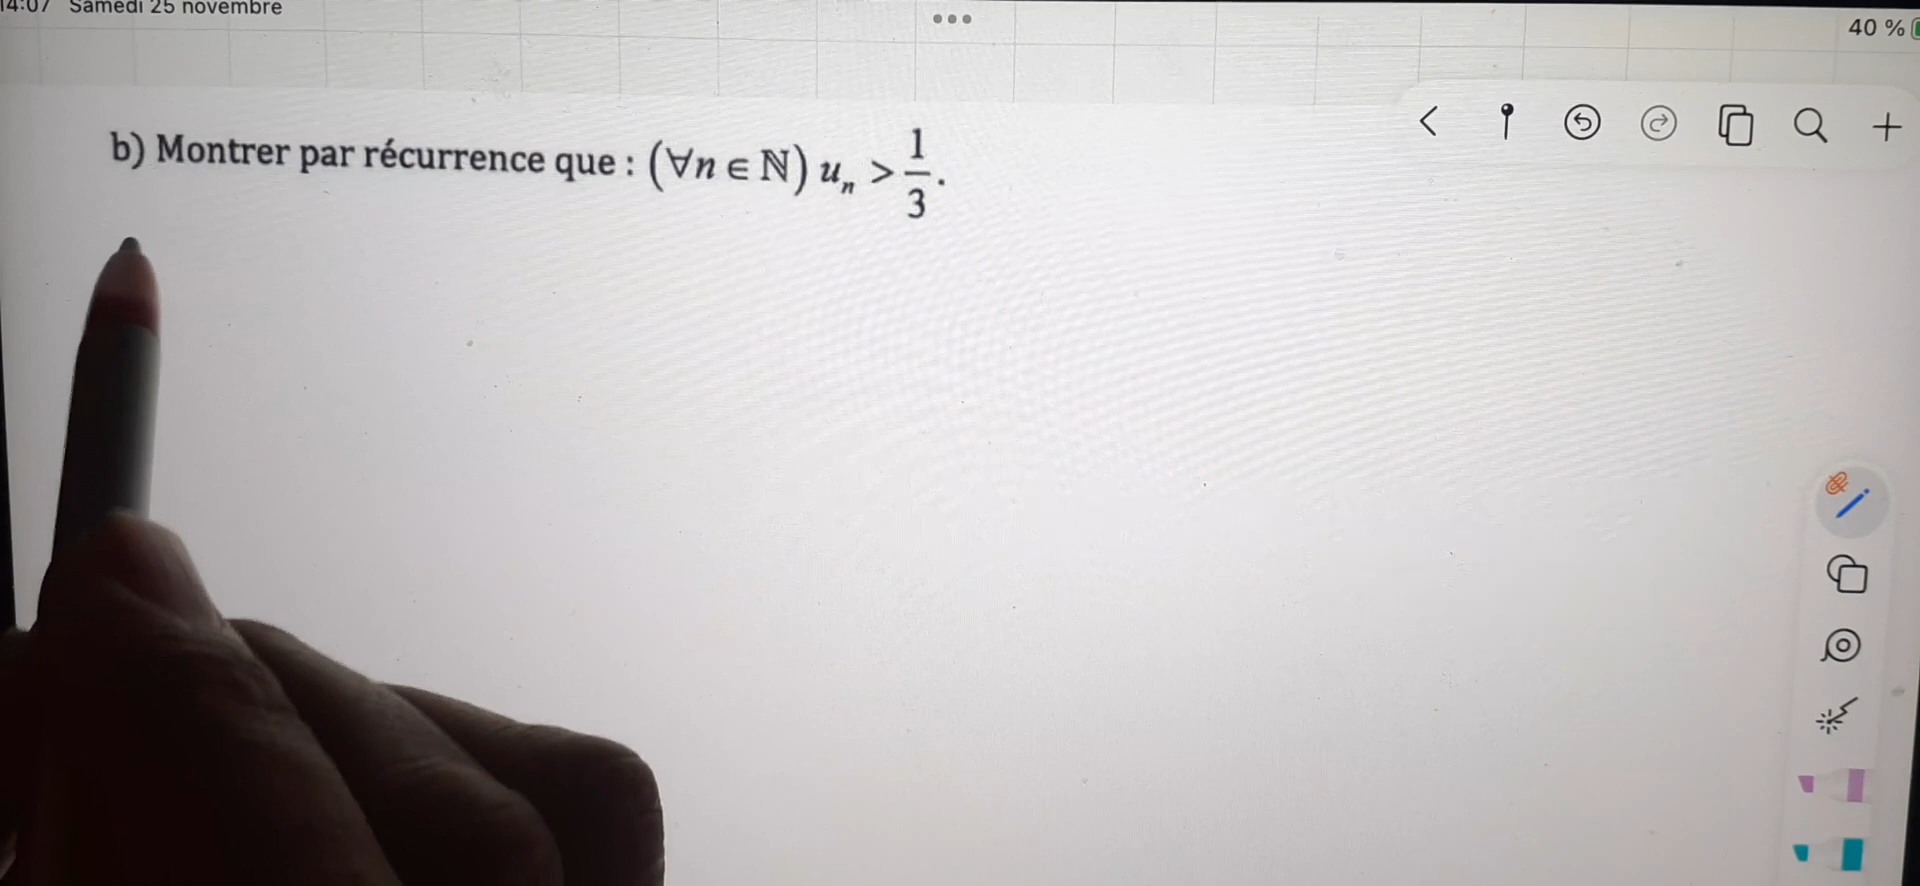 14:07 Samedi 25 novembre
40 %
b) Montrer par récurrence que : (∀n ∈ ℕ) uₙ > 1/3.